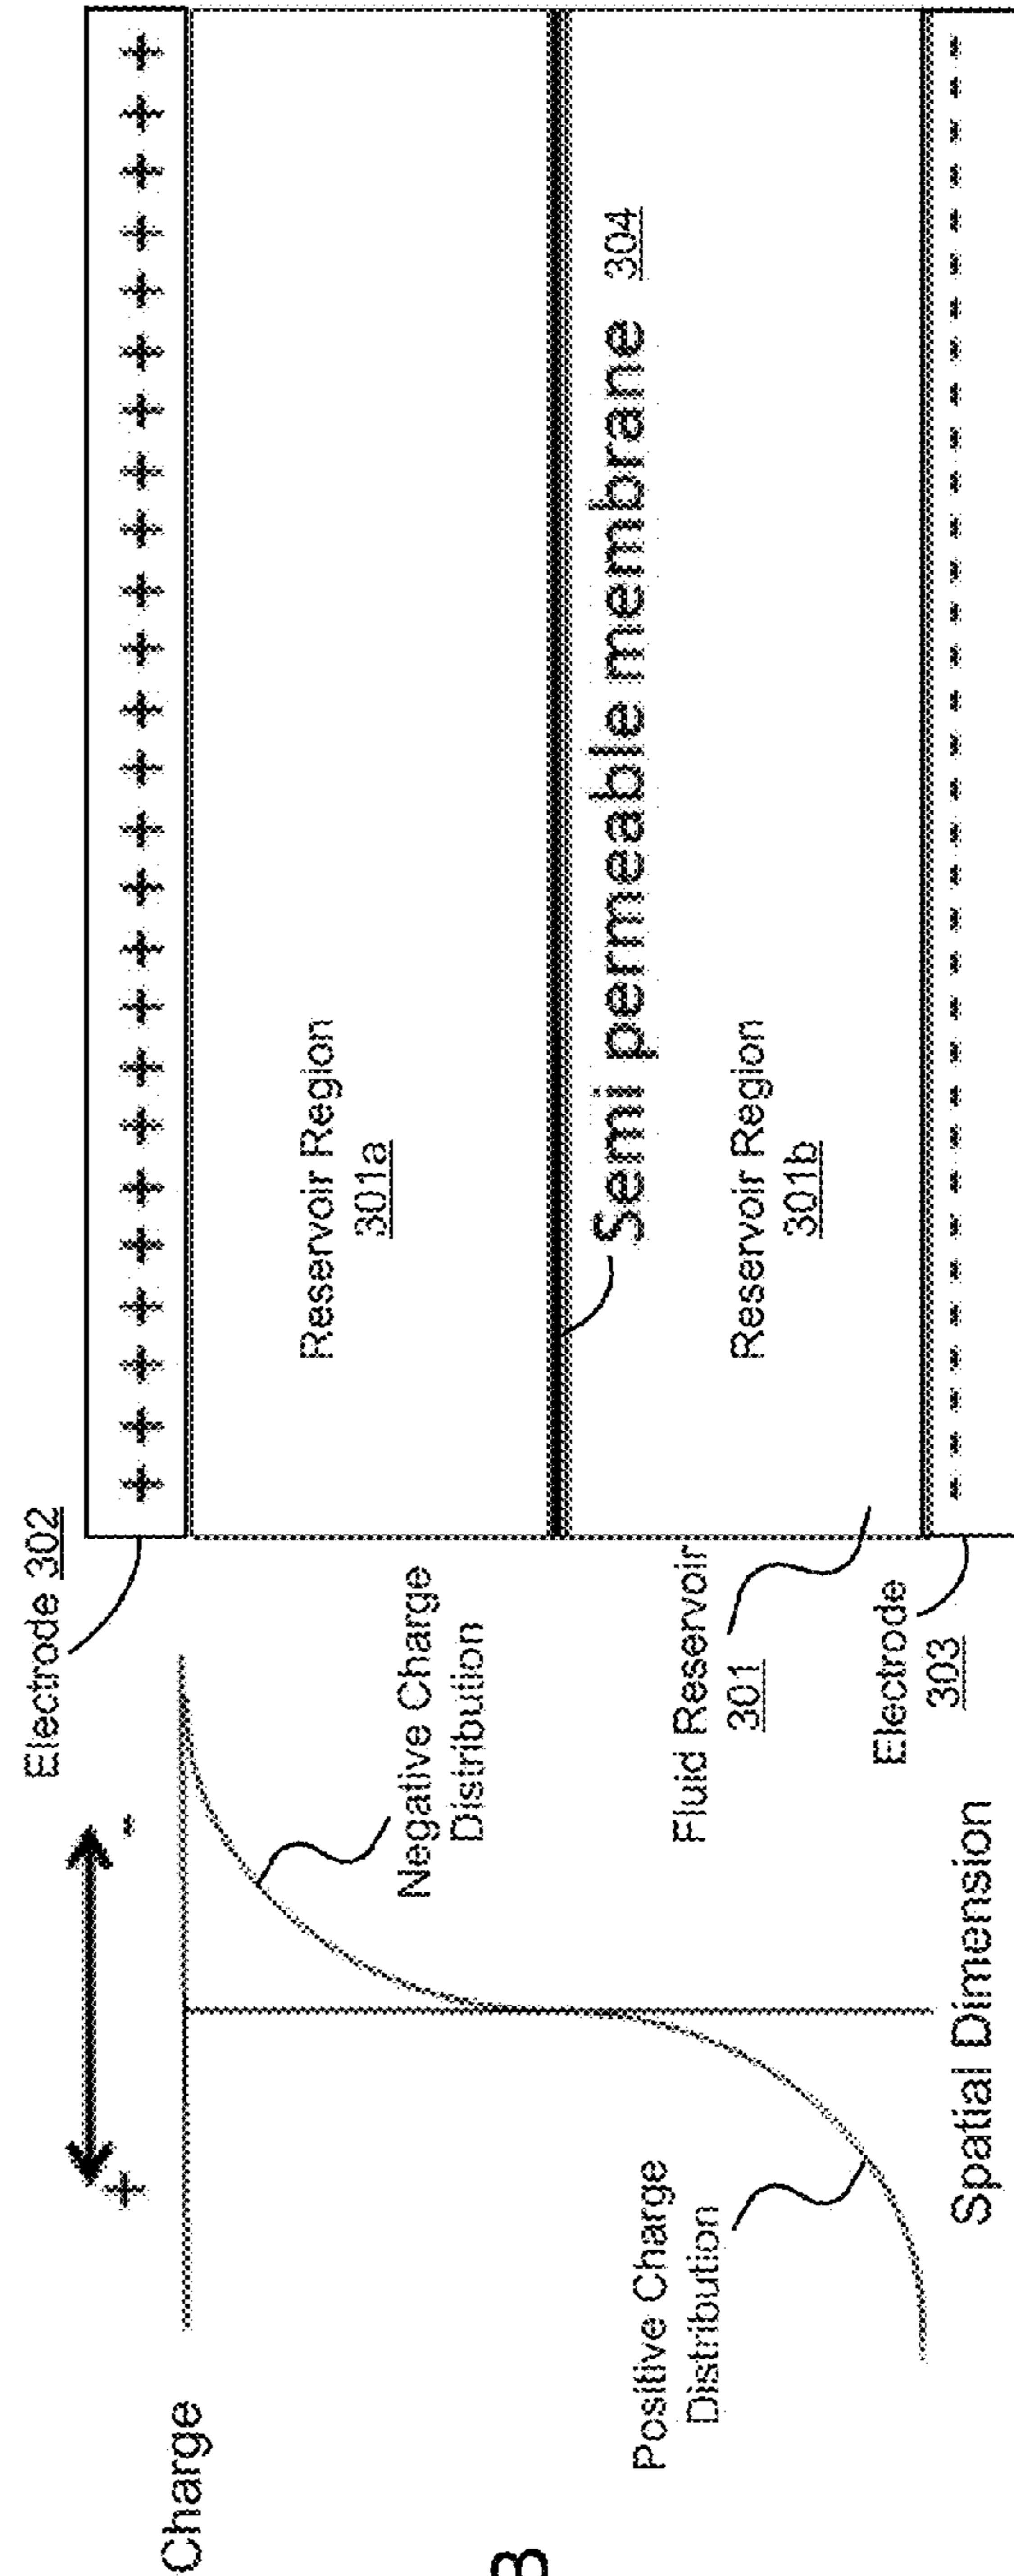 Electrode 302
+ -
Charge
Reservoir Region
301a
Negative Charge
Distribution
Semi permeable membrane 304
Positive Charge
Distribution
Fluid Reservoir
301
Reservoir Region
301b
Electrode
303
Spatial Dimension